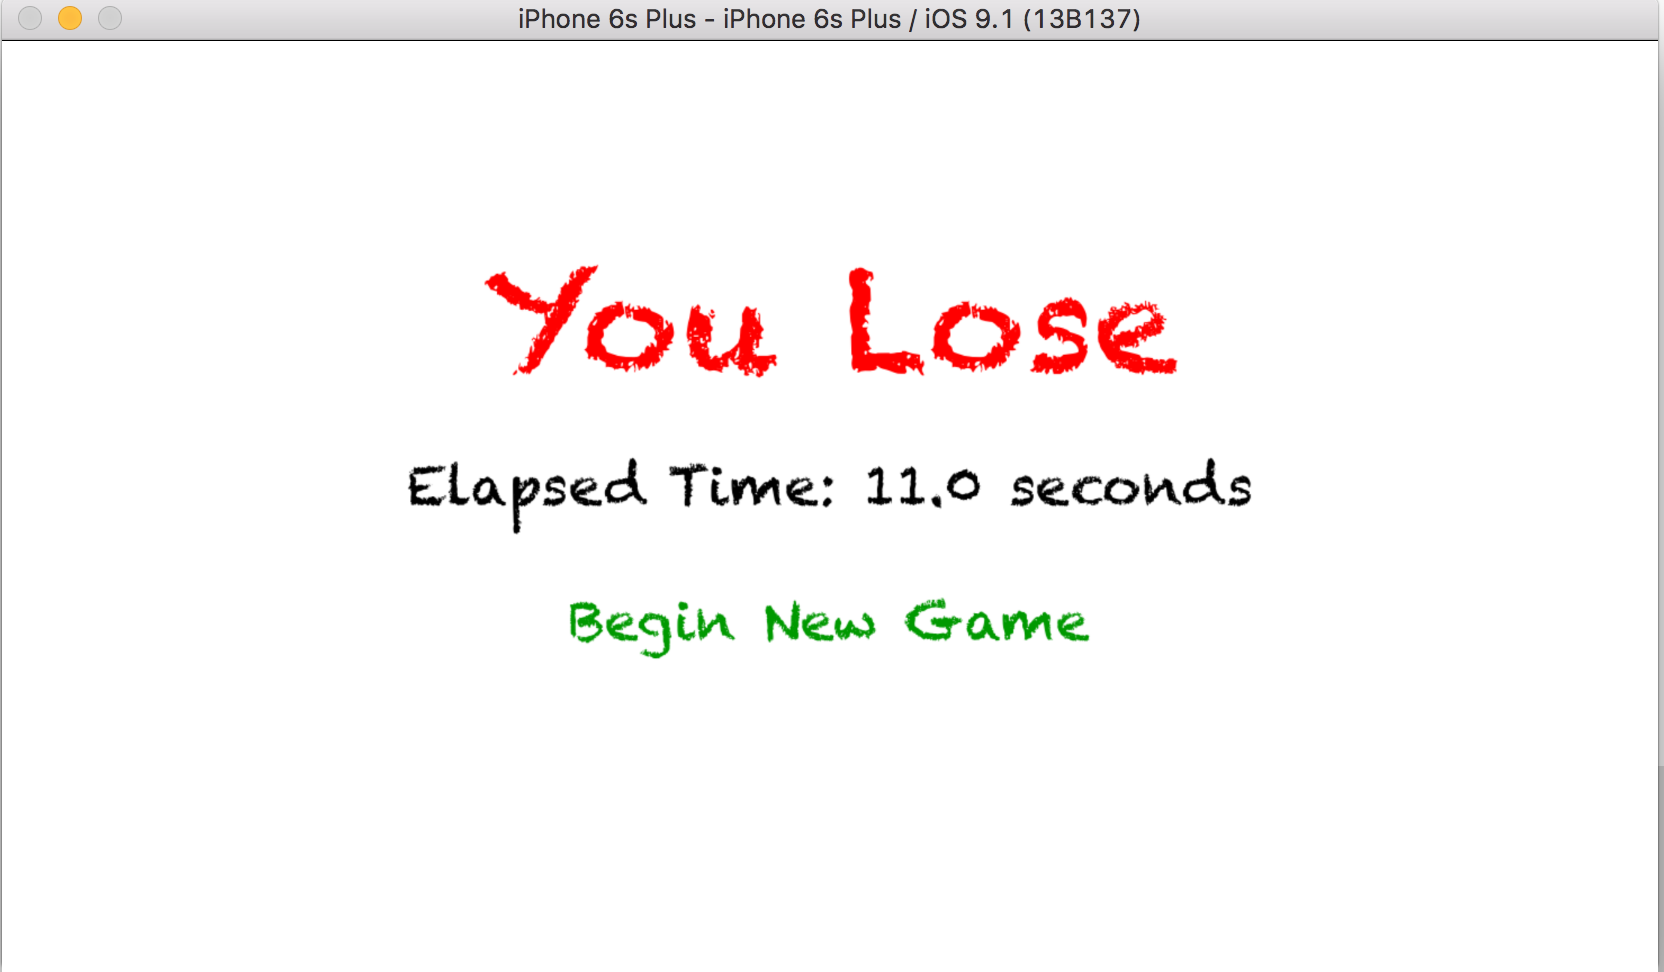 iPhone 6s Plus - iPhone 6s Plus / iOS 9.1 (13B137)
You Lose
Elapsed Time: 11.0 seconds
Begin New Game